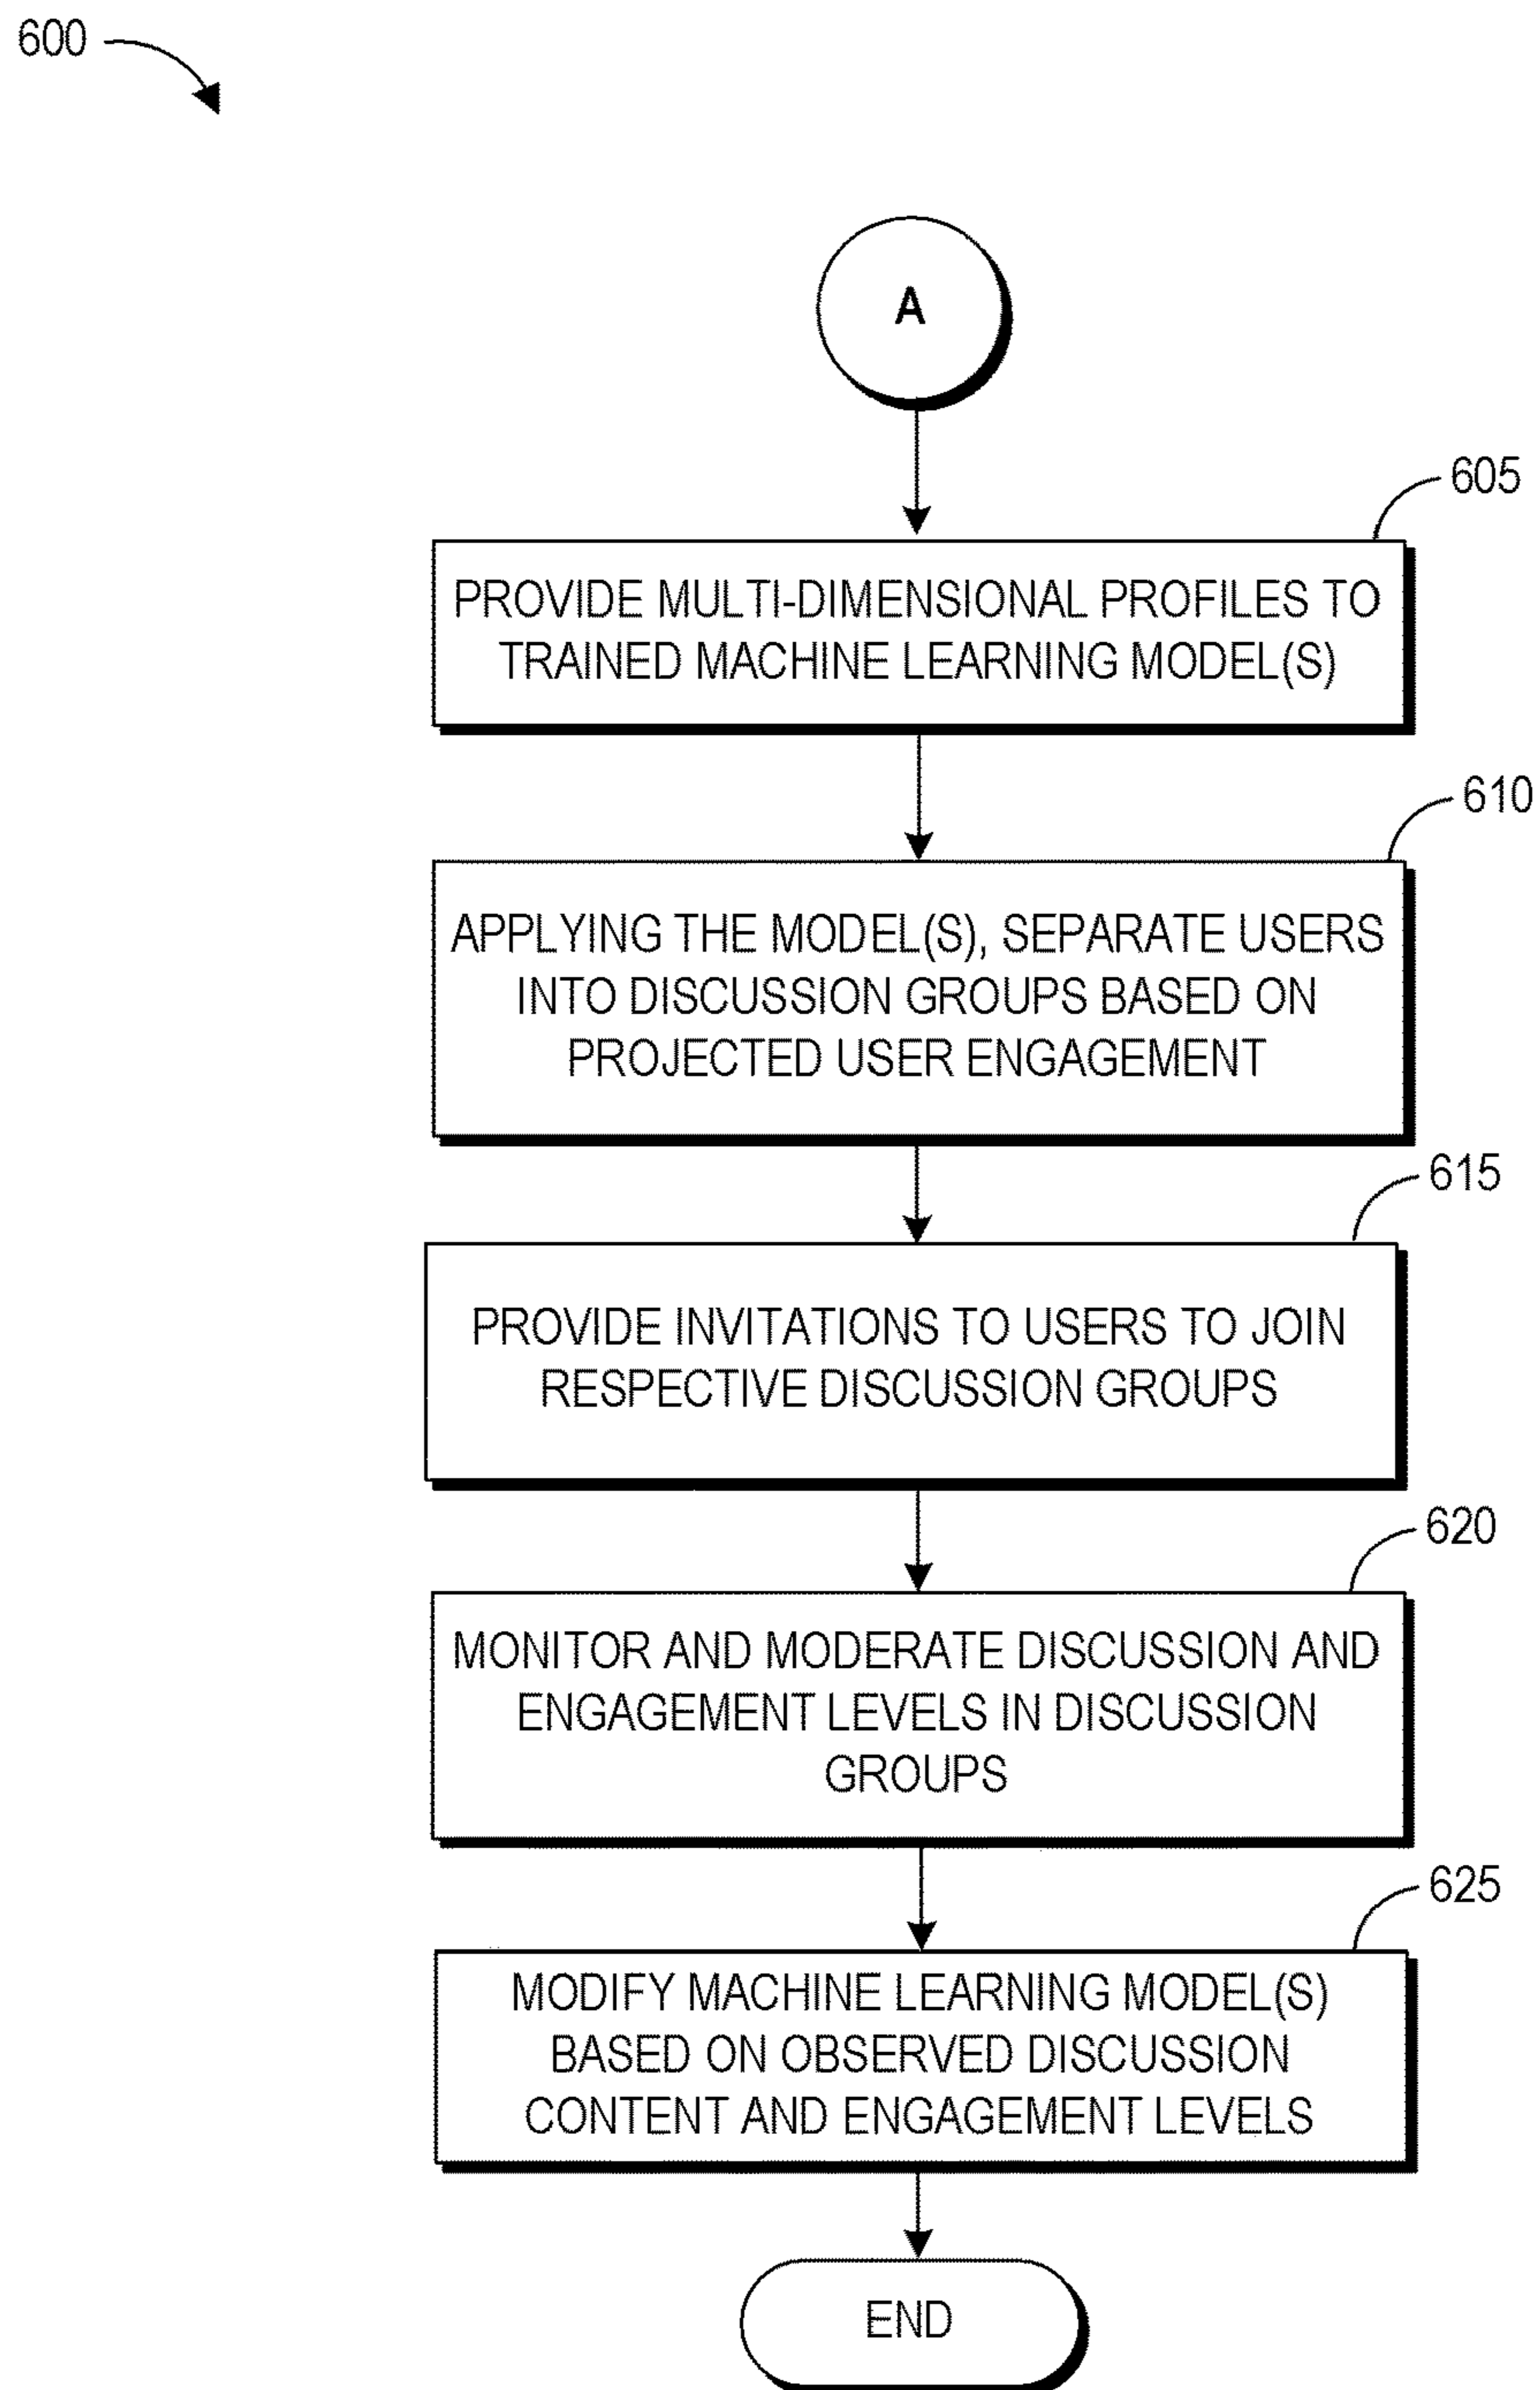 600
A
605
PROVIDE MULTI-DIMENSIONAL PROFILES TO
TRAINED MACHINE LEARNING MODEL(S)
610
APPLYING THE MODEL(S), SEPARATE USERS
INTO DISCUSSION GROUPS BASED ON
PROJECTED USER ENGAGEMENT
615
PROVIDE INVITATIONS TO USERS TO JOIN
RESPECTIVE DISCUSSION GROUPS
620
MONITOR AND MODERATE DISCUSSION AND
ENGAGEMENT LEVELS IN DISCUSSION
GROUPS
625
MODIFY MACHINE LEARNING MODEL(S)
BASED ON OBSERVED DISCUSSION
CONTENT AND ENGAGEMENT LEVELS
END